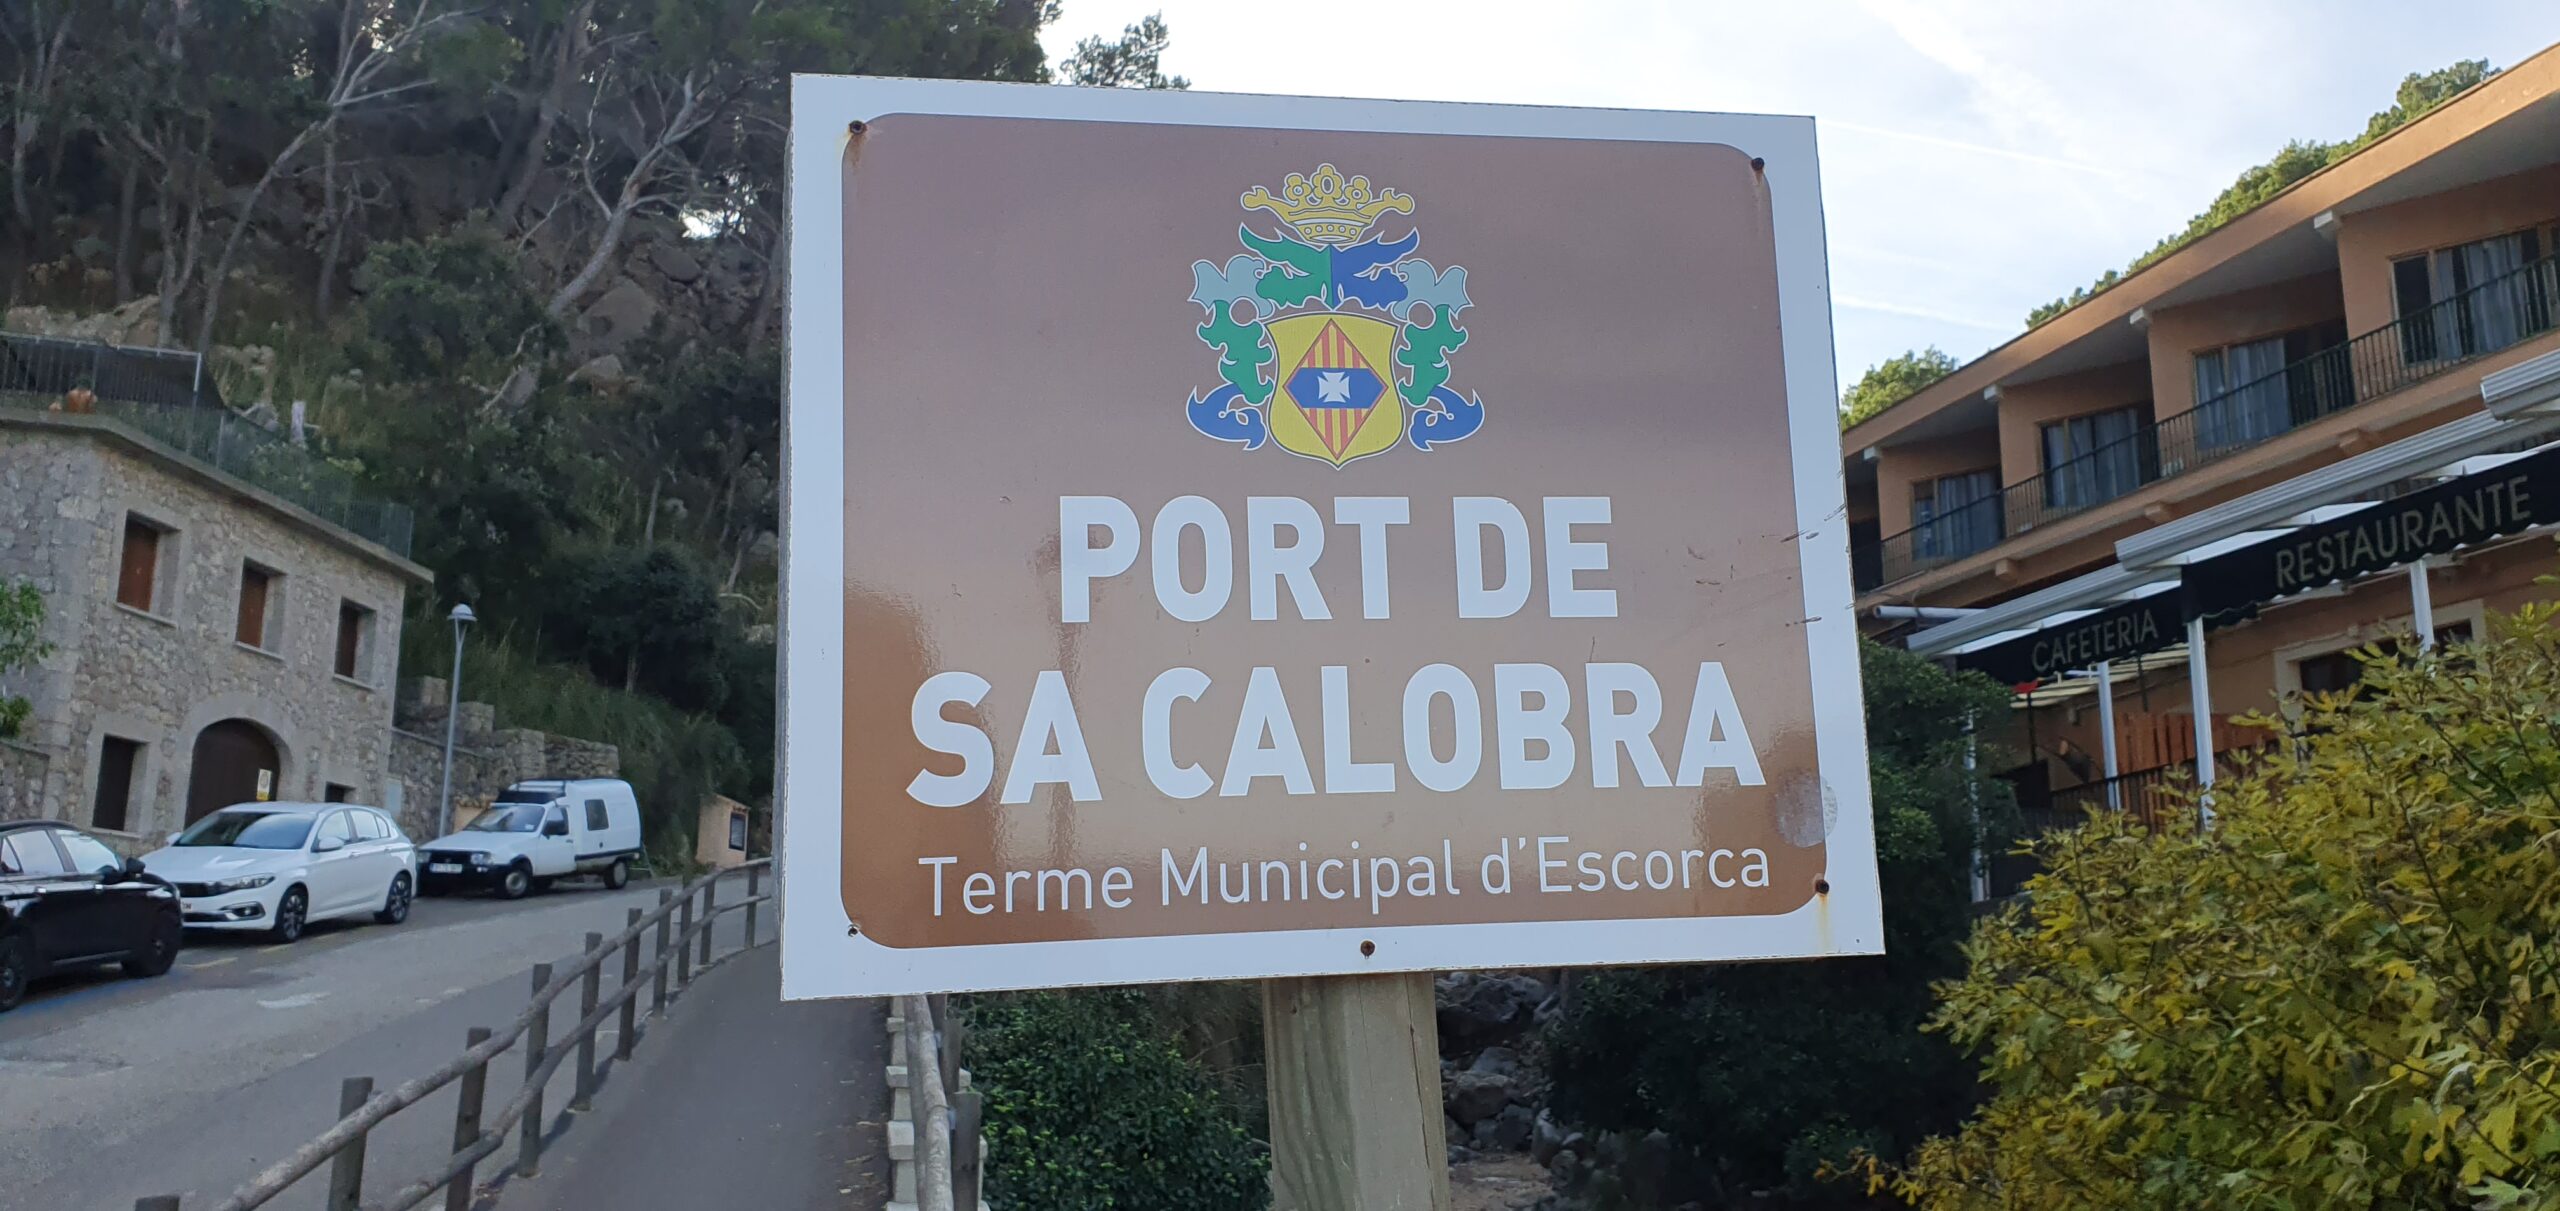 PORT DE
SA CALOBRA
Terme Municipal d'Escorca
CAFETERIA
RESTAURANTE